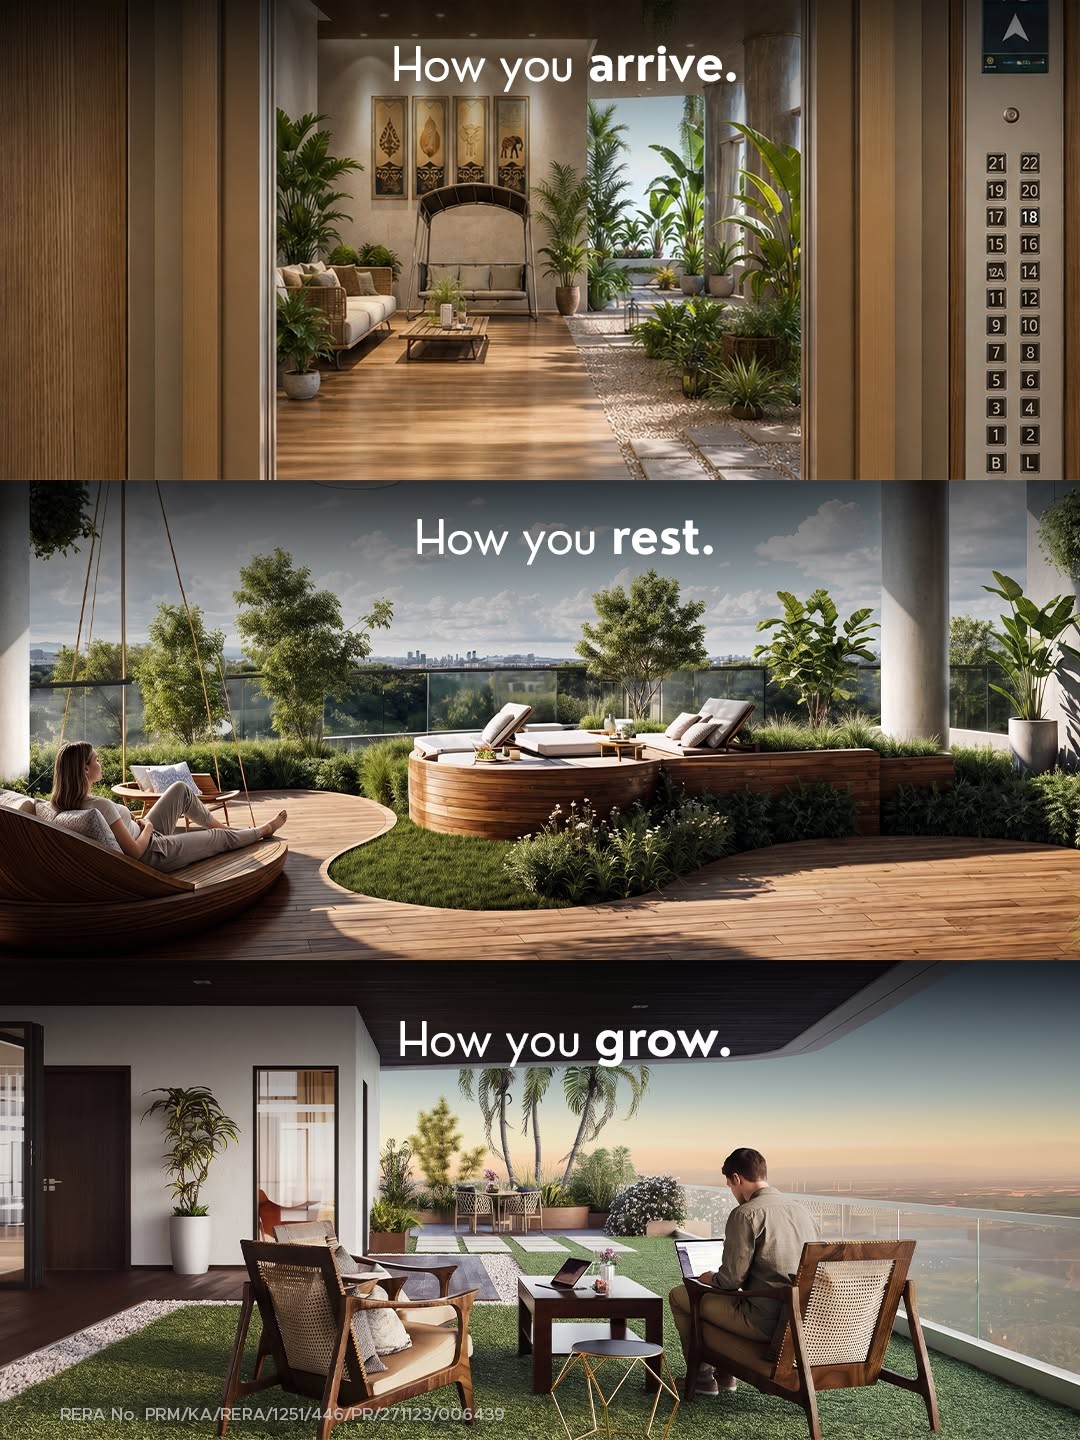 How you arrive.
21 22
19 20
17 18
15 16
12A 14
11 12
9 10
7 8
5 6
3 4
1 2
B L
How you rest.
How you grow.
RERA No. PRM/KA/RERA/1251/446/PR/271123/006439